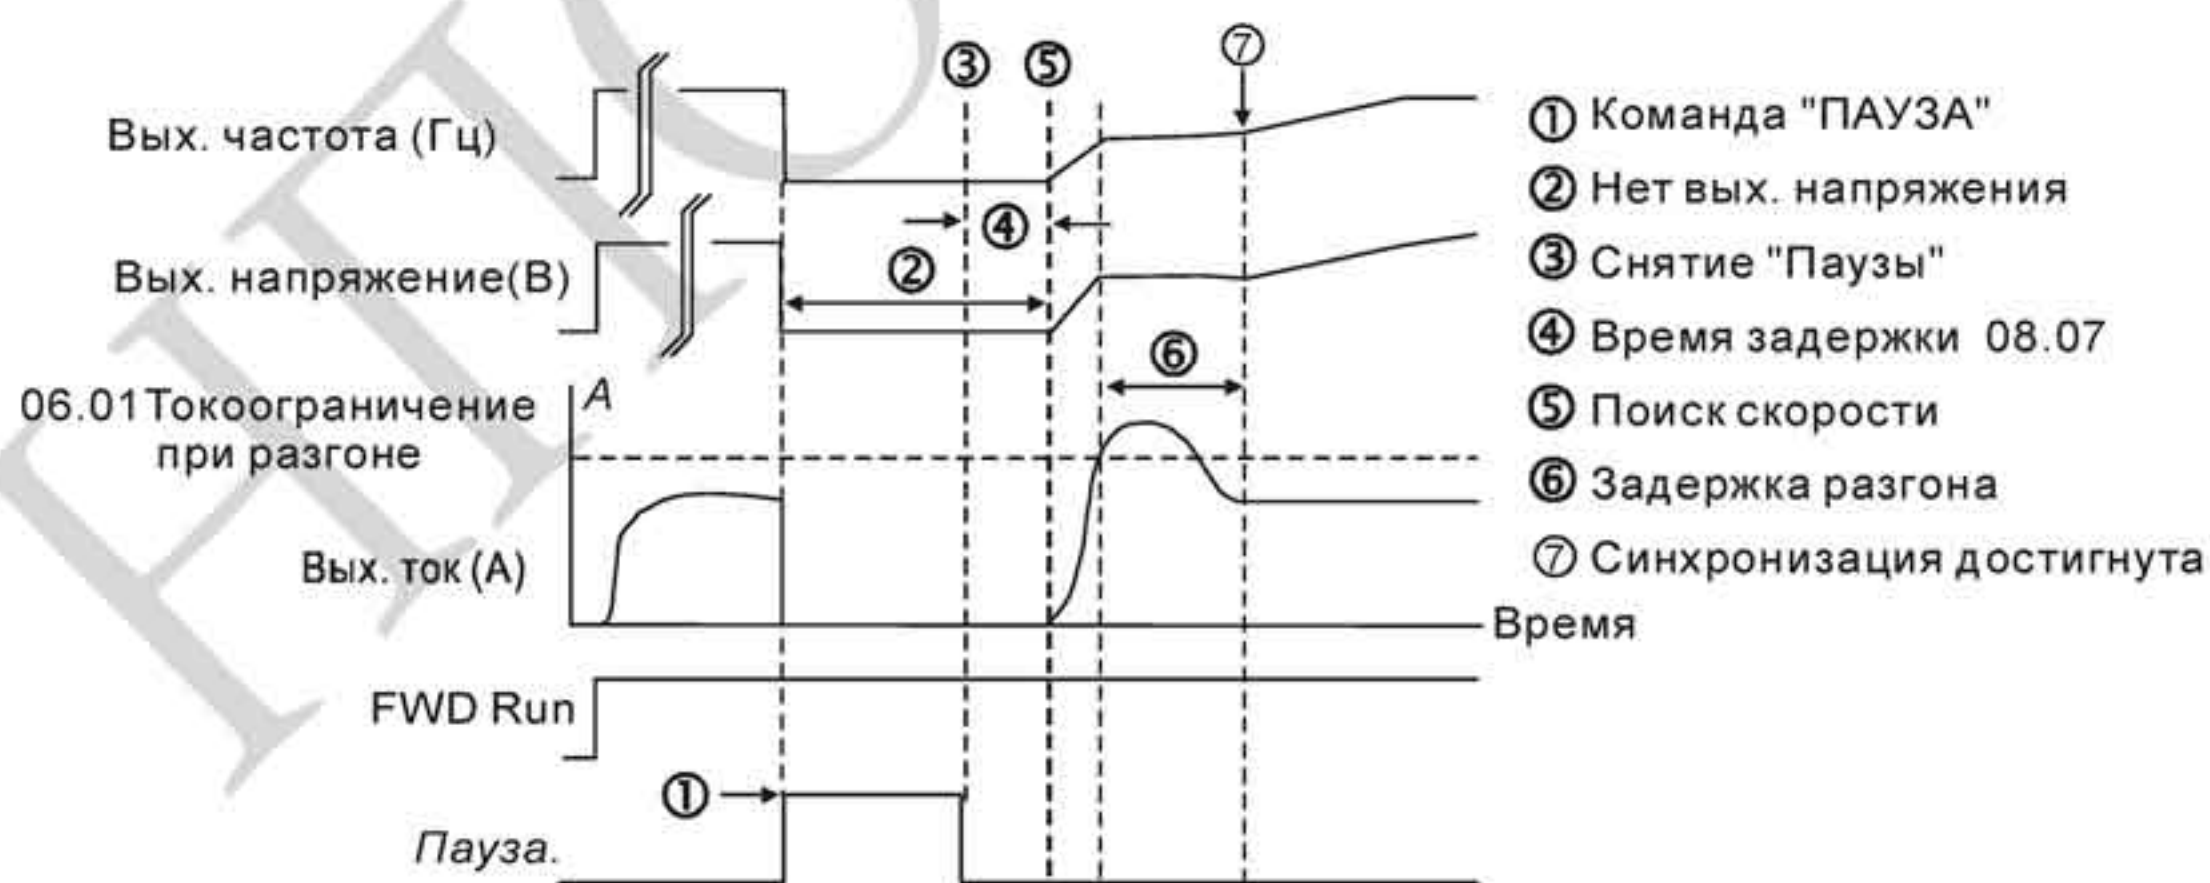 ③ ⑤ ⑦
Вых. частота (Гц)
④
②
Вых. напряжение(В)
⑥
06.01 Токоограничение
при разгоне
А
Вых. ток (А)
Время
FWD Run
①
Пауза.
① Команда "ПАУЗА"
② Нет вых. напряжения
③ Снятие "Паузы"
④ Время задержки 08.07
⑤ Поиск скорости
⑥ Задержка разгона
⑦ Синхронизация достигнута